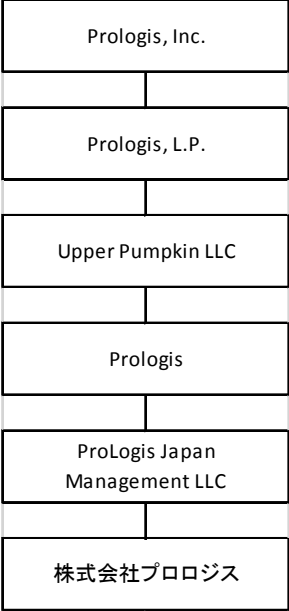 Prologis, Inc.
Prologis, L.P.
Upper Pumpkin LLC
Prologis
ProLogis Japan
Management LLC
株式会社プロロジス